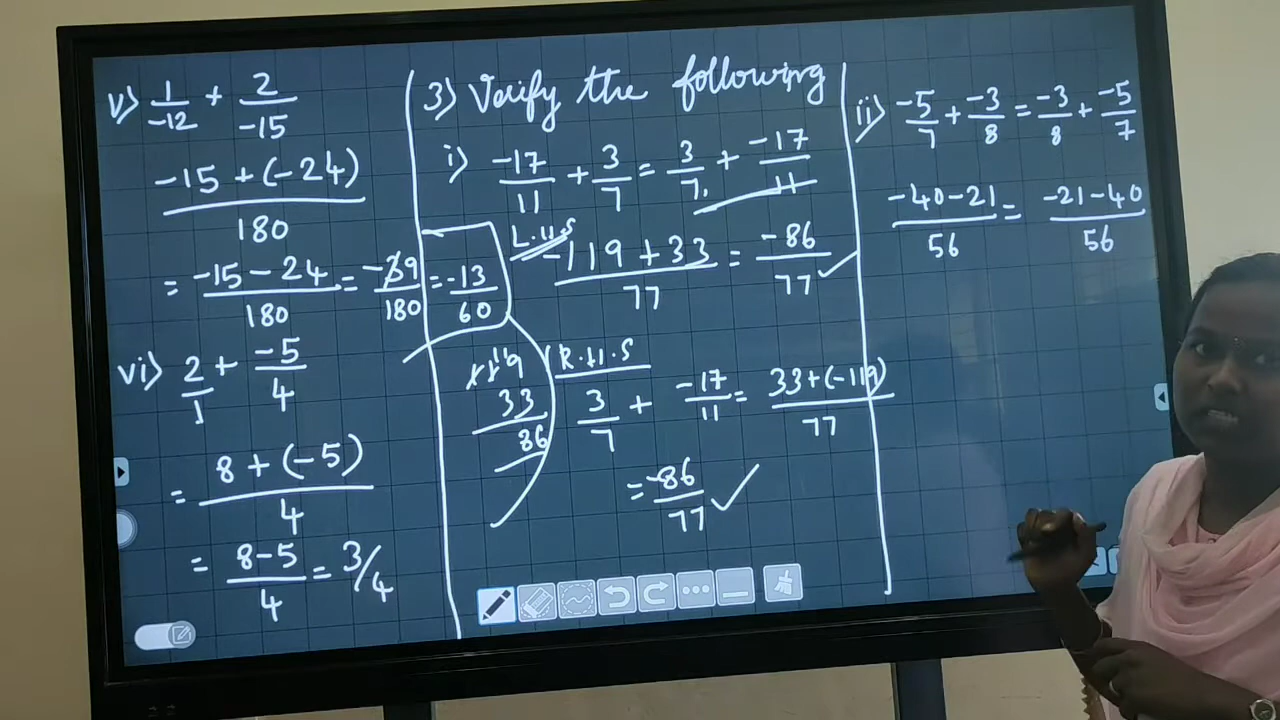 v) 1/-12 + 2/-15
-15 + (-24) / 180
= -15 - 24 / 180 = -39/180 = -13/60
vi) 2/1 + -5/4
= 8 + (-5) / 4
= 8-5 / 4 = 3/4
3) Verify the following
i) -17/11 + 3/7 = 3/7 + -17/11
L.H.S
-119 + 33 / 77 = -86/77 ✓
119
33
86
R.H.S
3/7 + -17/11 = 33+(-119) / 77
= -86/77 ✓
ii) -5/7 + -3/8 = -3/8 + -5/7
-40-21 / 56 = -21-40 / 56